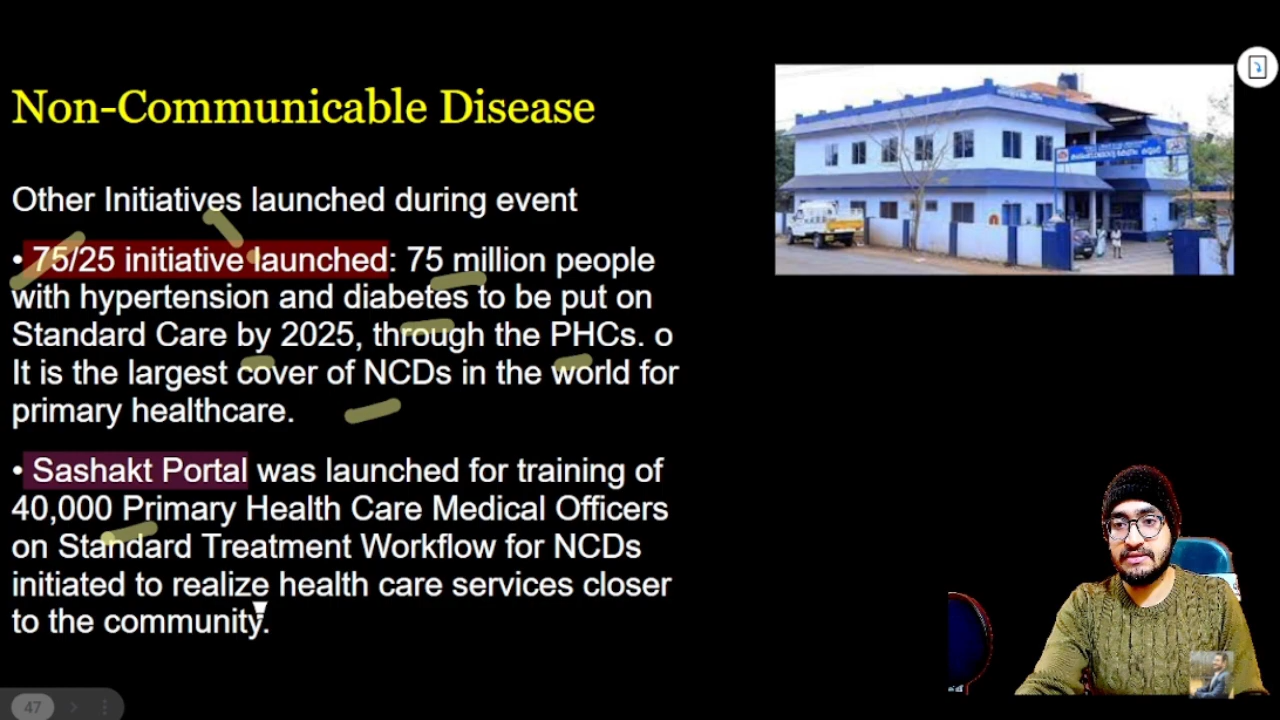 Non-Communicable Disease
Other Initiatives launched during event
• 75/25 initiative launched: 75 million people
with hypertension and diabetes to be put on
Standard Care by 2025, through the PHCs. o
It is the largest cover of NCDs in the world for
primary healthcare.
• Sashakt Portal was launched for training of
40,000 Primary Health Care Medical Officers
on Standard Treatment Workflow for NCDs
initiated to realize health care services closer
to the community.
47